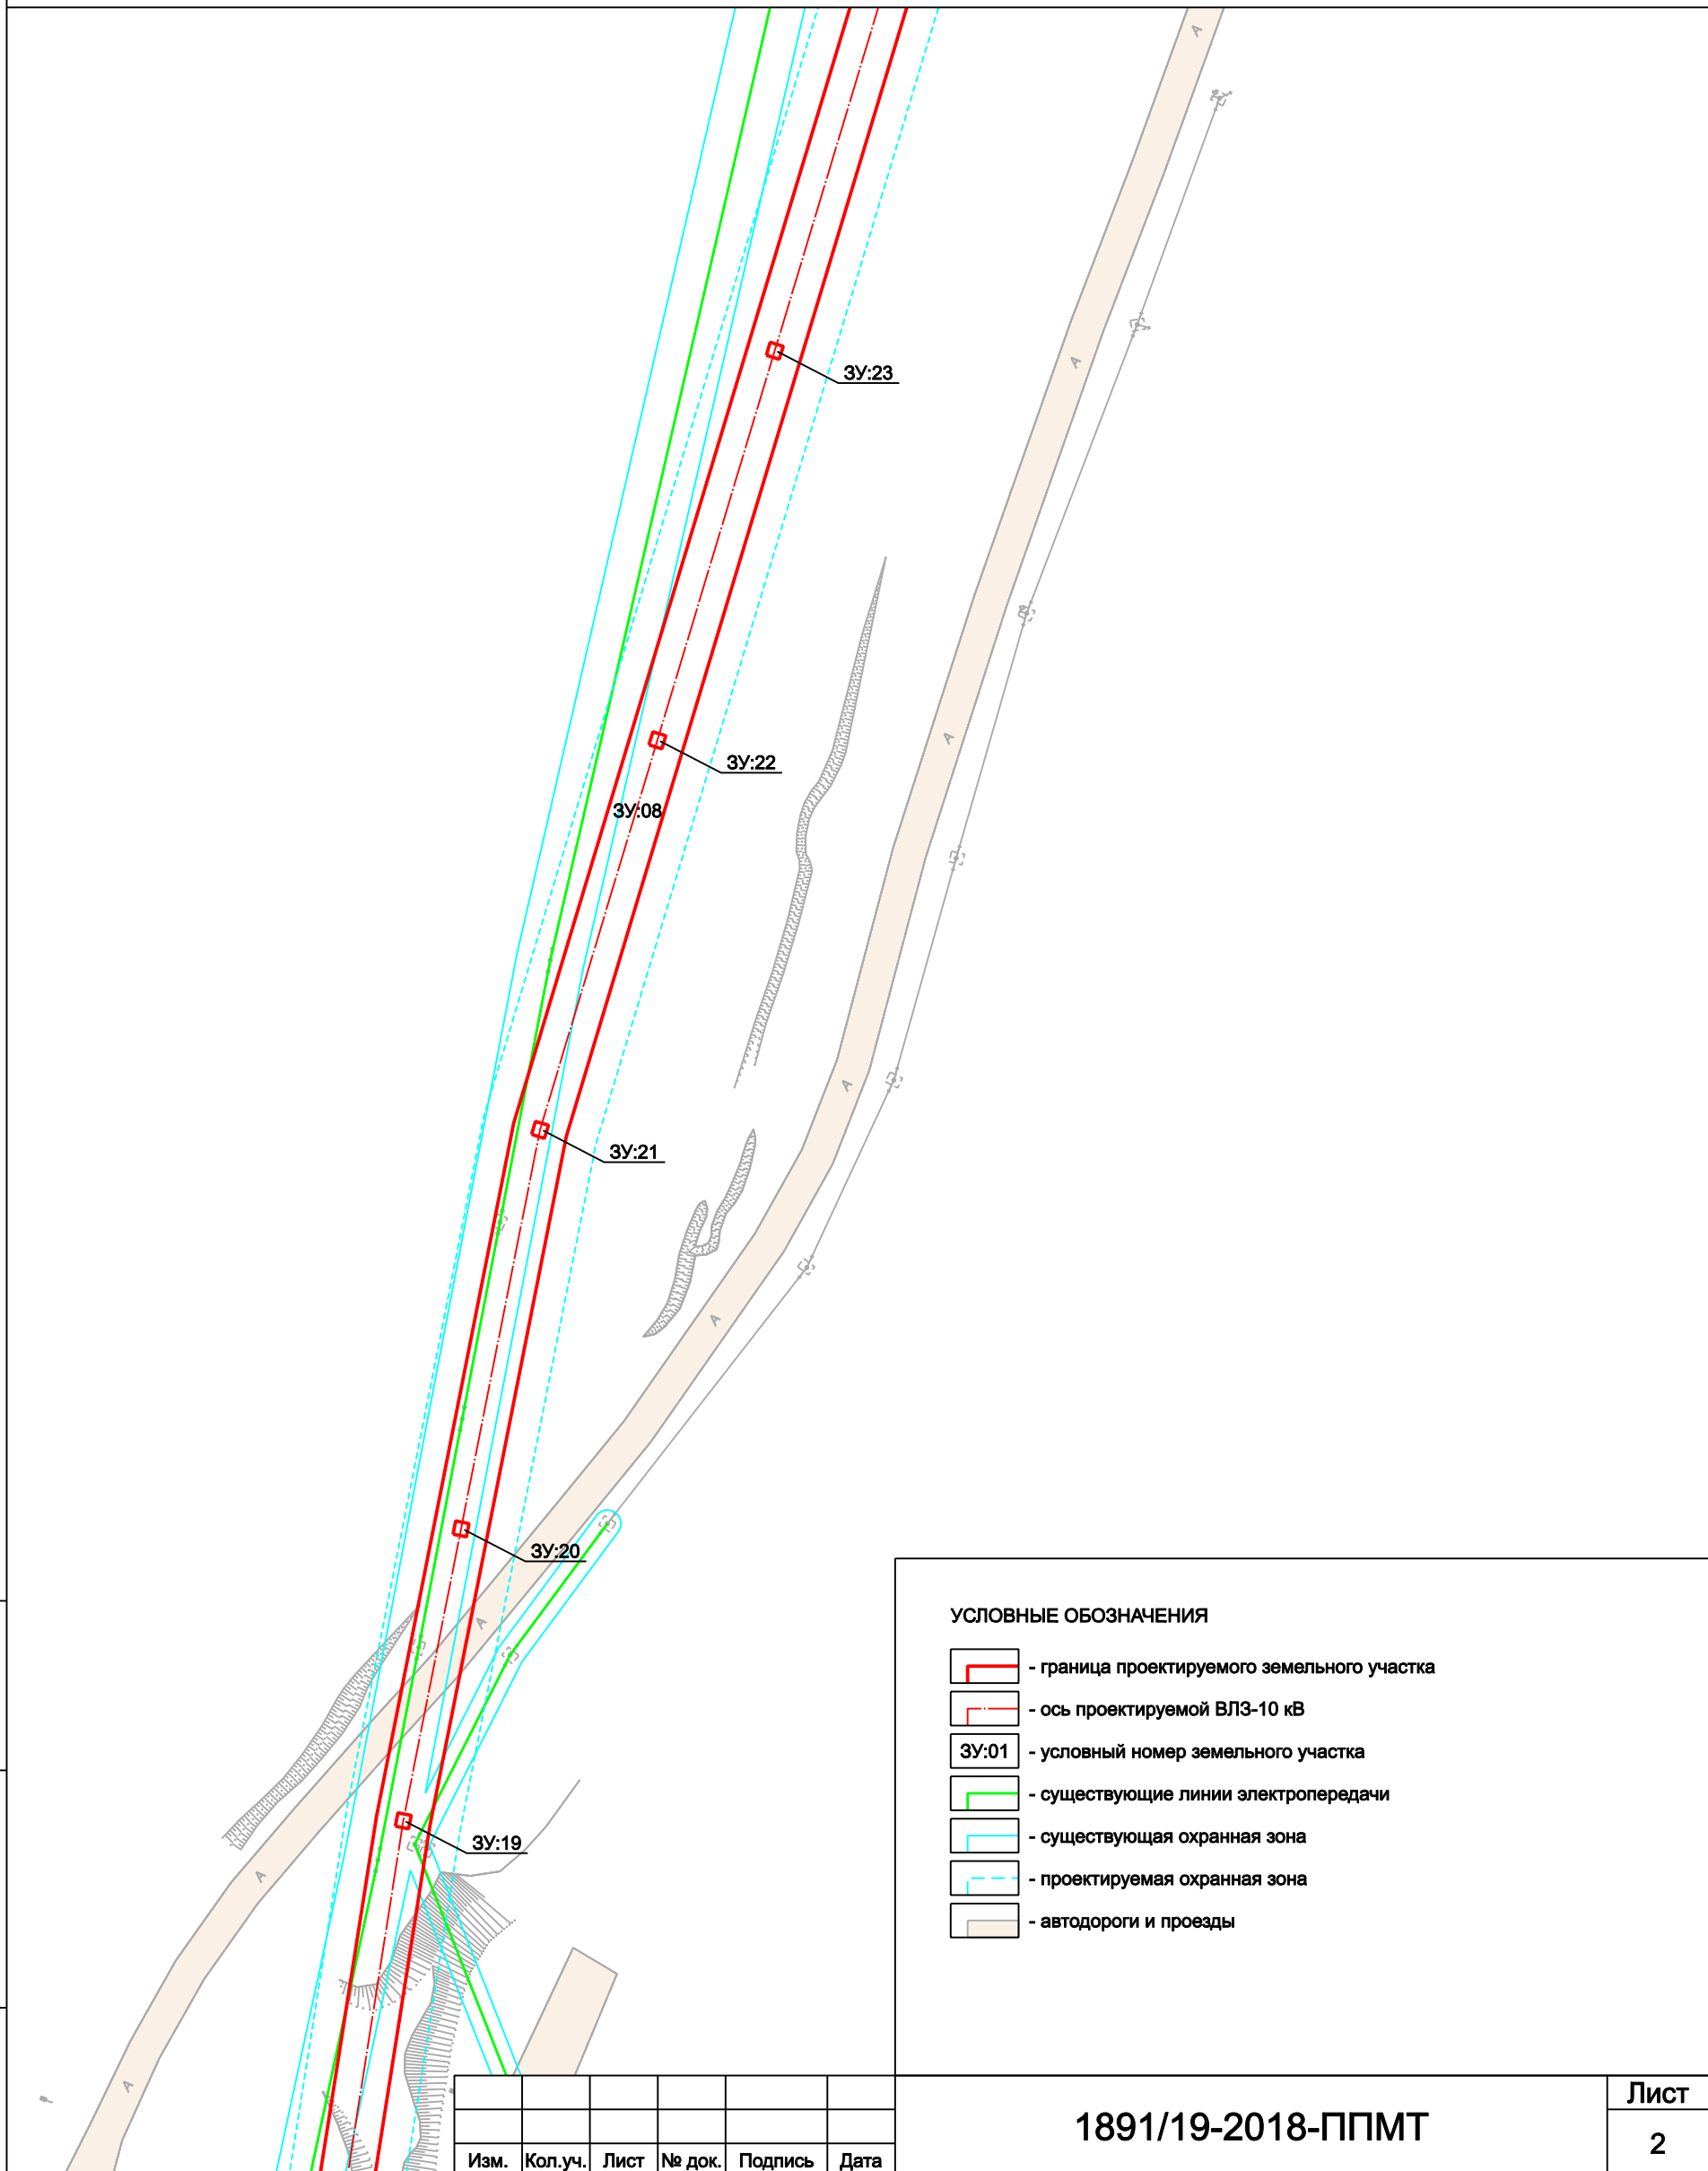 А
А
ЗУ:23
А
ЗУ:22
ЗУ:08
А
ЗУ:21
А
ЗУ:20
А
ЗУ:19
А
А
УСЛОВНЫЕ ОБОЗНАЧЕНИЯ
- граница проектируемого земельного участка
- ось проектируемой ВЛЗ-10 кВ
ЗУ:01 - условный номер земельного участка
- существующие линии электропередачи
- существующая охранная зона
- проектируемая охранная зона
- автодороги и проезды
Изм. Кол.уч. Лист № док. Подпись Дата
1891/19-2018-ППМТ
Лист
2